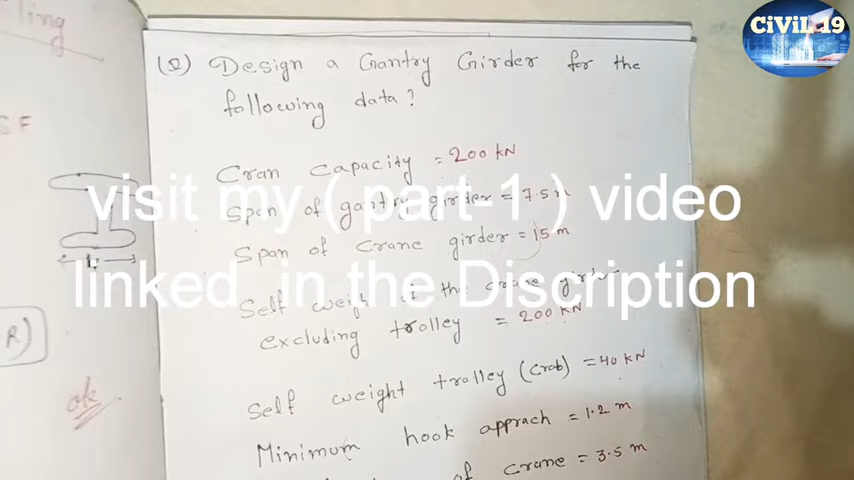 CiViL 19
ling
(Q) Design a Gantry Girder for the
following data?
SF
Cran capacity = 200 kN
visit my ( part-1 ) video
Span of gantry girder = 7.5 m
Span of Crane girder = 15 m
linked in the Discription
Self weight of the crane girder
excluding trolley = 200 kN
R)
Self weight trolley (crab) = 40 kN
ok
Minimum hook apprach = 1.2 m
of crane = 3.5 m